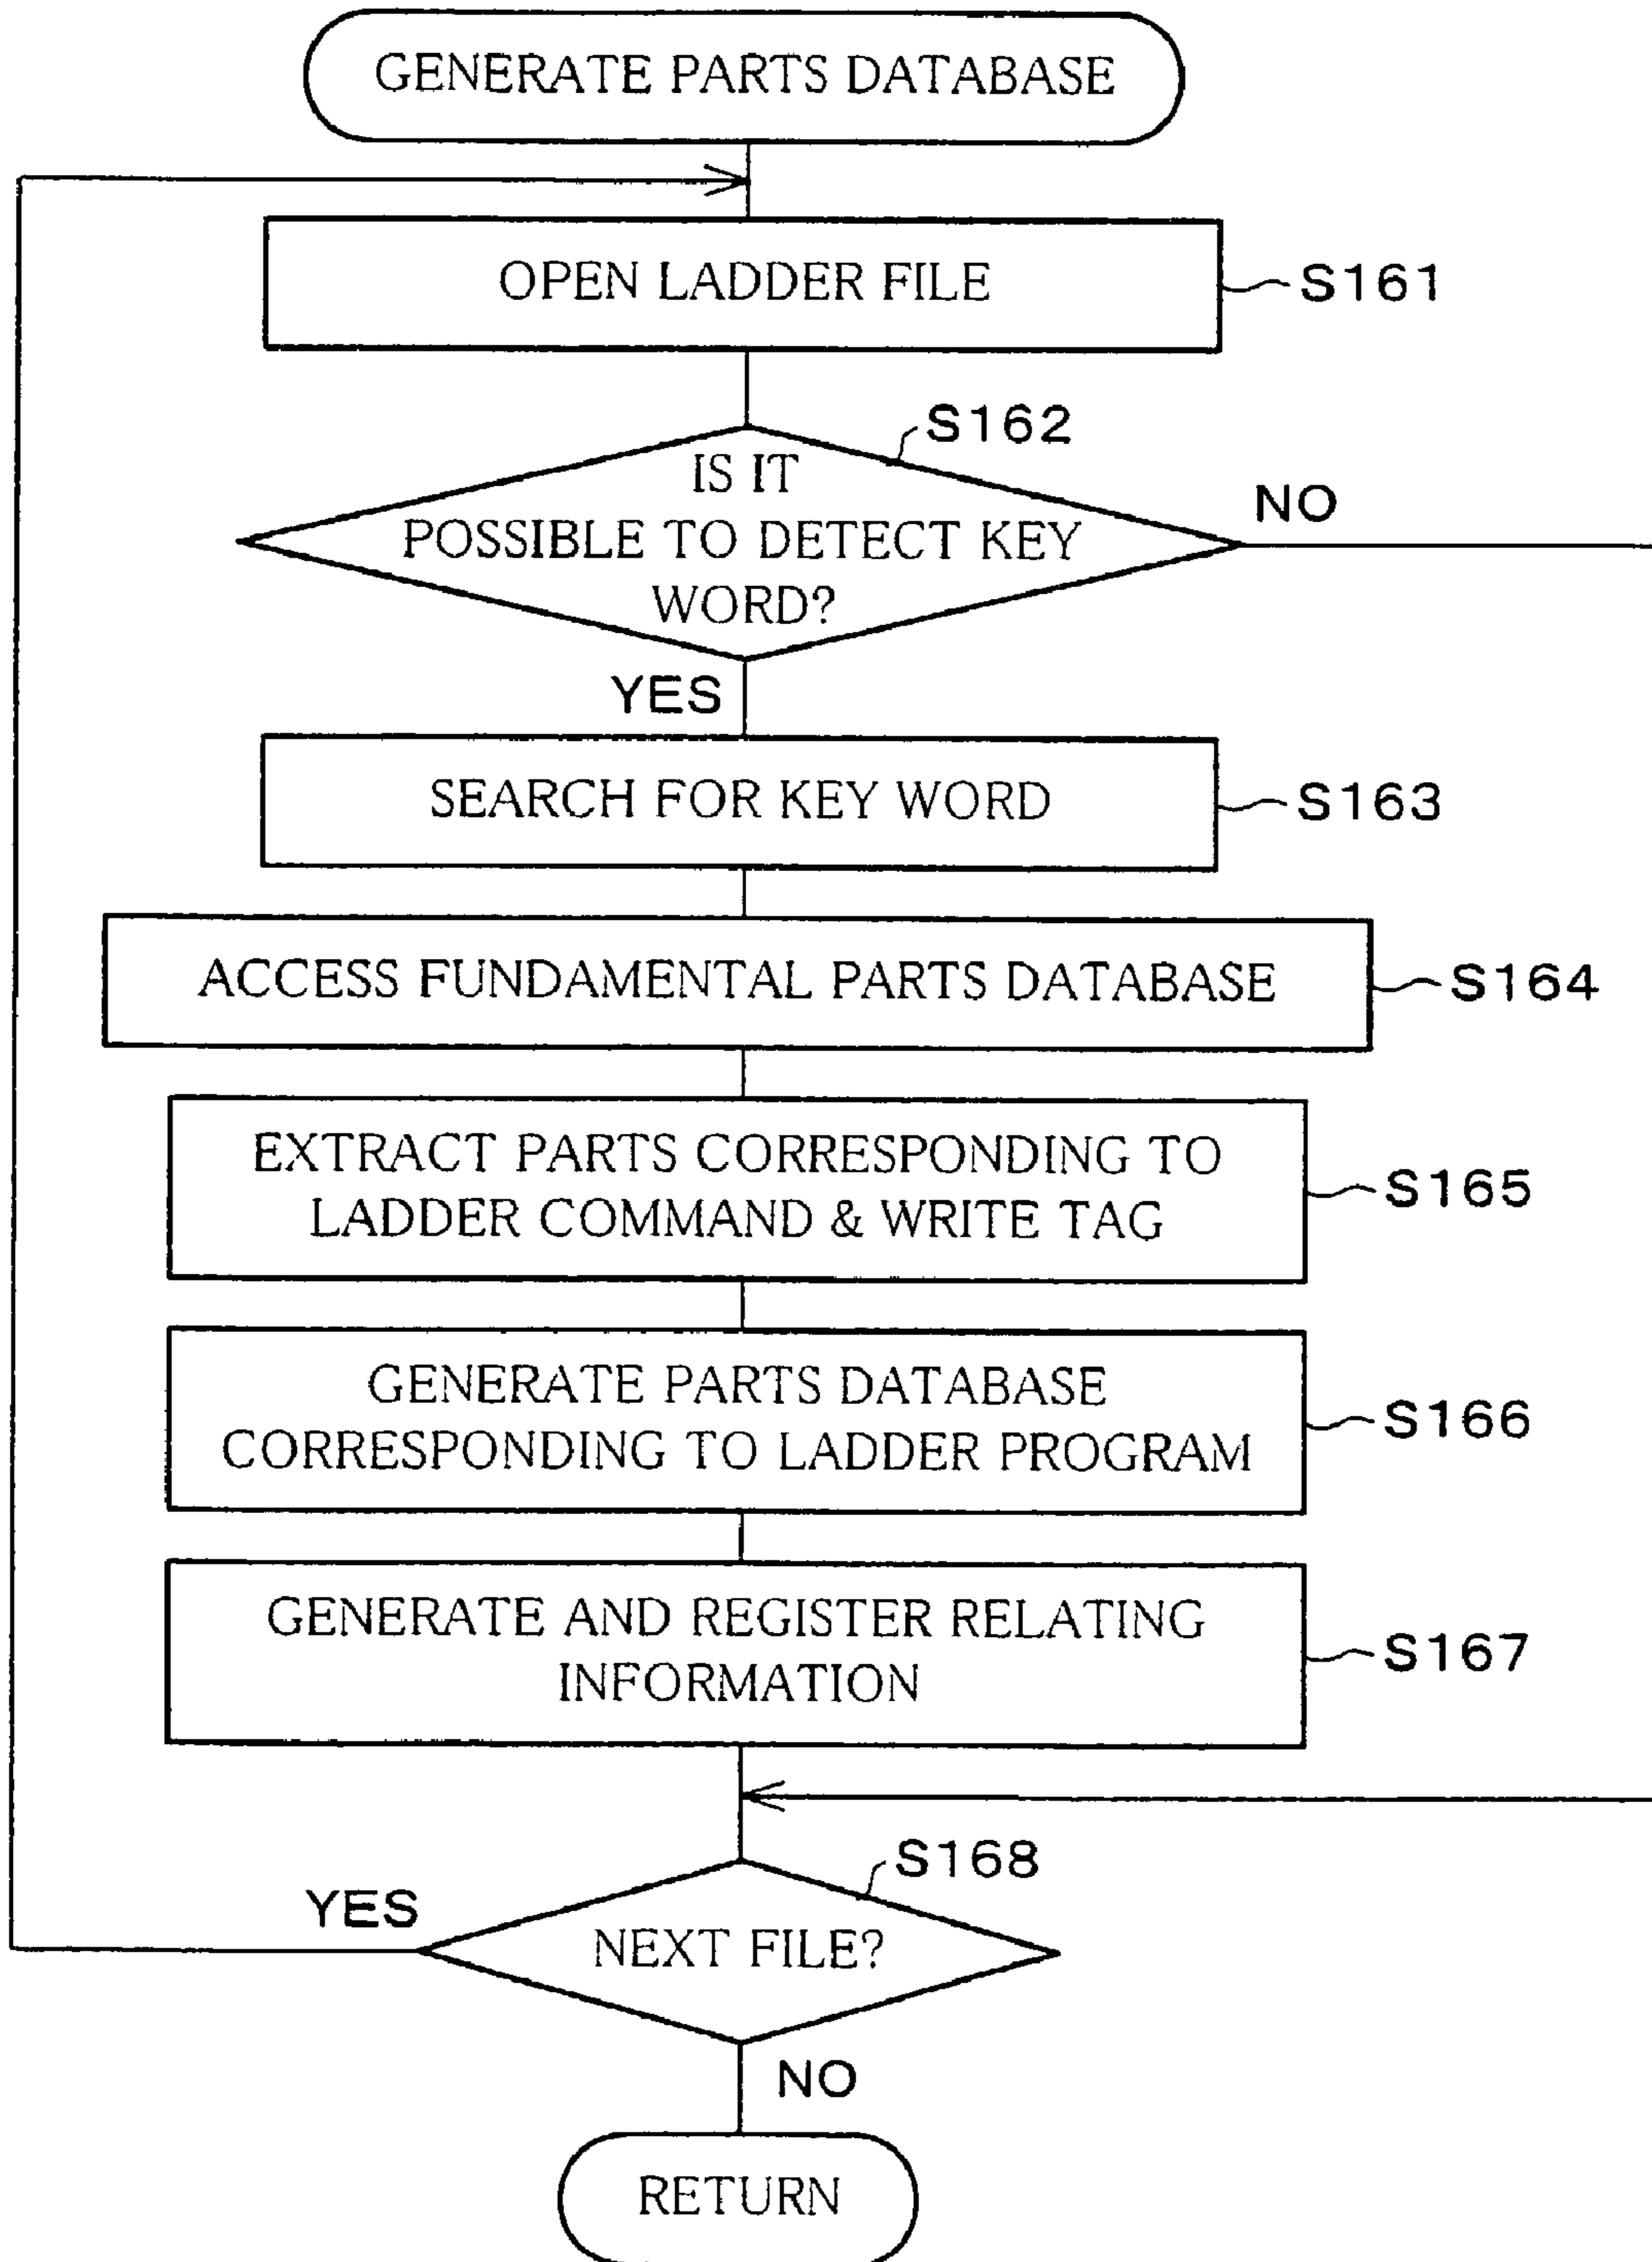 GENERATE PARTS DATABASE
OPEN LADDER FILE
S161
S162
IS IT
POSSIBLE TO DETECT KEY
WORD?
NO
YES
SEARCH FOR KEY WORD
S163
ACCESS FUNDAMENTAL PARTS DATABASE
S164
EXTRACT PARTS CORRESPONDING TO
LADDER COMMAND & WRITE TAG
S165
GENERATE PARTS DATABASE
CORRESPONDING TO LADDER PROGRAM
S166
GENERATE AND REGISTER RELATING
INFORMATION
S167
S168
YES
NEXT FILE?
NO
RETURN